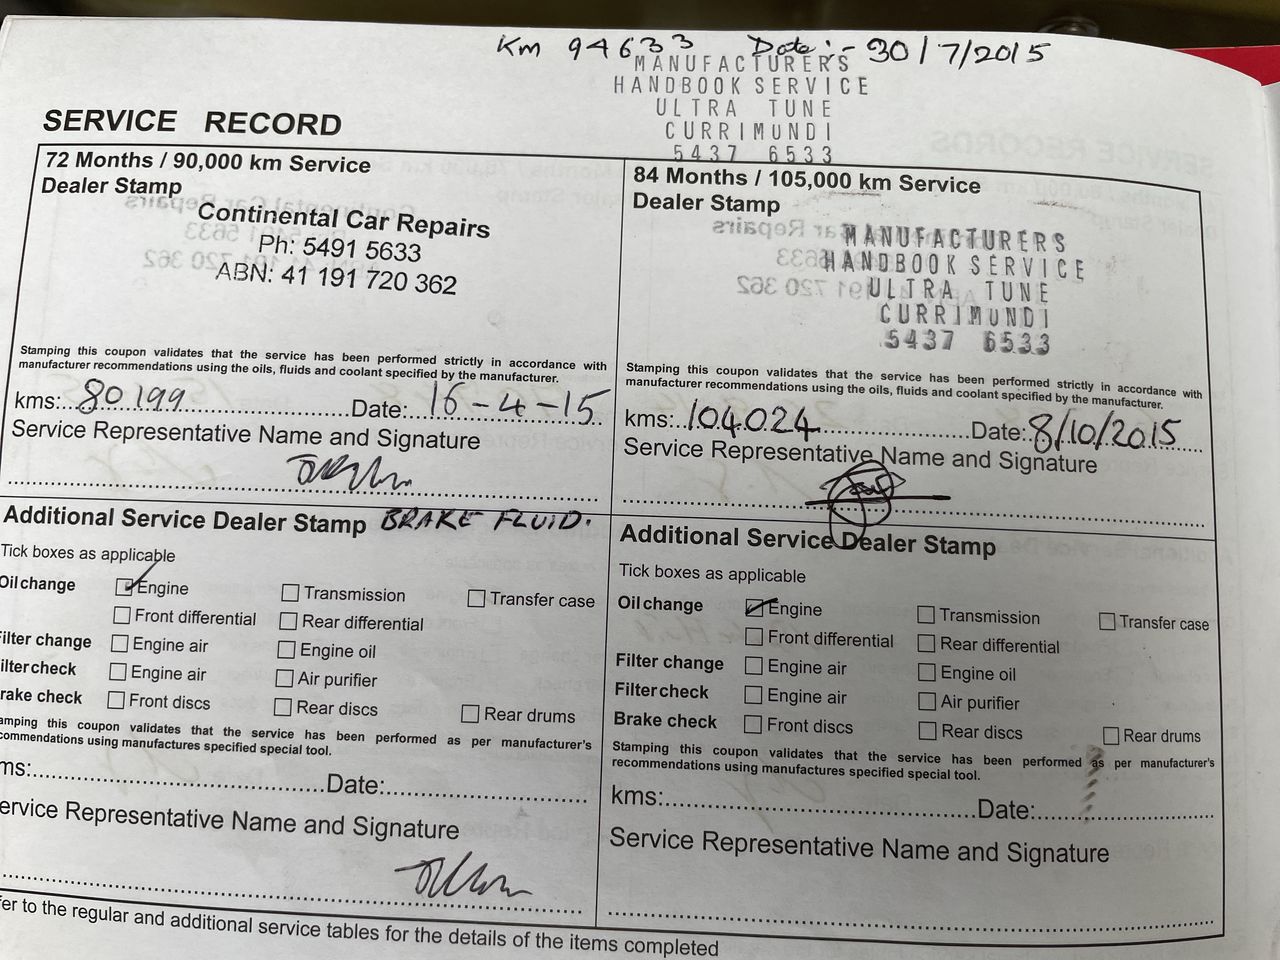 Km 94633 Date:- 30/7/2015
MANUFACTURERS
HANDBOOK SERVICE
ULTRA TUNE
CURRIMUNDI
5437 6533
SERVICE RECORD
72 Months / 90,000 km Service
Dealer Stamp
Continental Car Repairs
Ph: 5491 5633
ABN: 41 191 720 362
Stamping this coupon validates that the service has been performed strictly in accordance with
manufacturer recommendations using the oils, fluids and coolant specified by the manufacturer.
kms: 80199 Date: 16-4-15
Service Representative Name and Signature
Additional Service Dealer Stamp BRAKE FLUID.
Tick boxes as applicable
Oil change Engine Transmission Transfer case
Front differential Rear differential
ilter change Engine air Engine oil
ilter check Engine air Air purifier
rake check Front discs Rear discs Rear drums
amping this coupon validates that the service has been performed as per manufacturer's
commendations using manufactures specified special tool.
ms: Date:
ervice Representative Name and Signature
84 Months / 105,000 km Service
Dealer Stamp
MANUFACTURERS
HANDBOOK SERVICE
ULTRA TUNE
CURRIMUNDI
5437 6533
Stamping this coupon validates that the service has been performed strictly in accordance with
manufacturer recommendations using the oils, fluids and coolant specified by the manufacturer.
kms: 104024 Date: 8/10/2015
Service Representative Name and Signature
Additional Service Dealer Stamp
Tick boxes as applicable
Oil change Engine Transmission Transfer case
Front differential Rear differential
Filter change Engine air Engine oil
Filter check Engine air Air purifier
Brake check Front discs Rear discs Rear drums
Stamping this coupon validates that the service has been performed as per manufacturer's
recommendations using manufactures specified special tool.
kms: Date:
Service Representative Name and Signature
fer to the regular and additional service tables for the details of the items completed